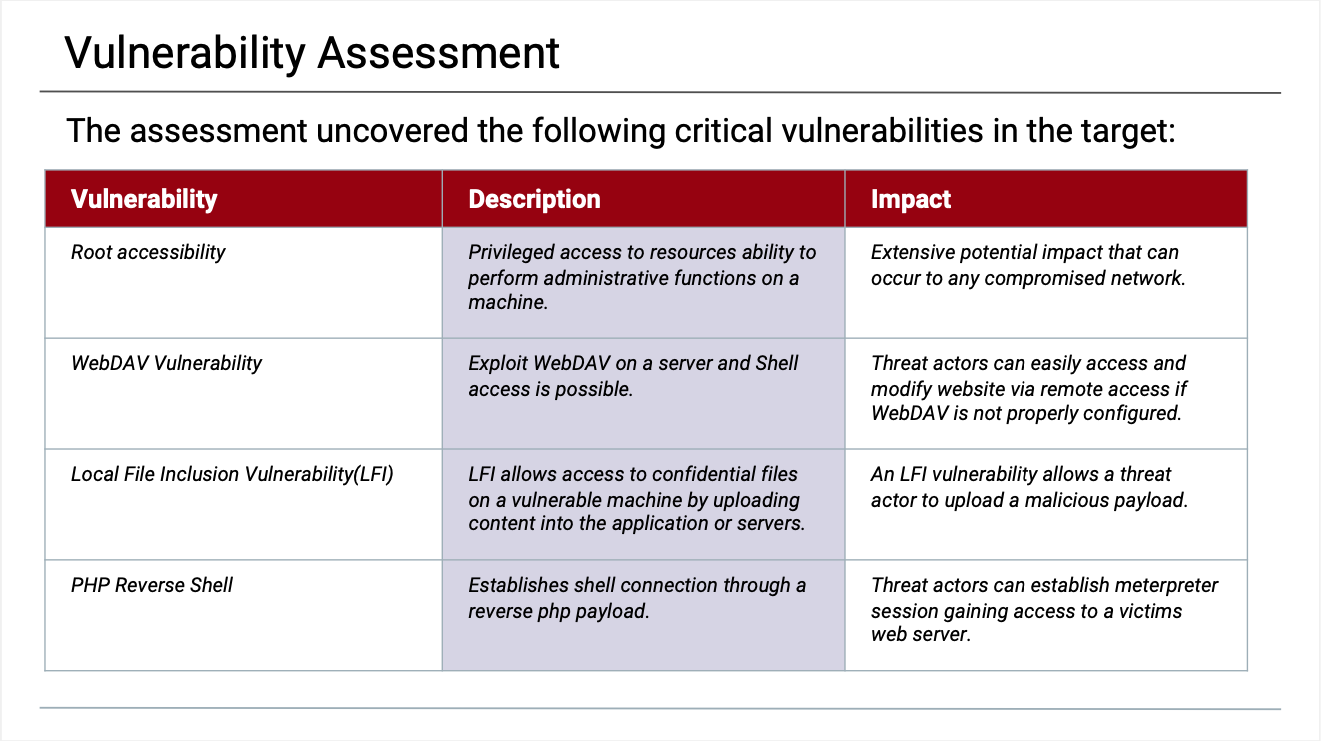 Vulnerability Assessment
The assessment uncovered the following critical vulnerabilities in the target:
Vulnerability
Description
Impact
Root accessibility
Privileged access to resources ability to
perform administrative functions on a
machine.
Extensive potential impact that can
occur to any compromised network.
WebDAV Vulnerability
Exploit WebDAV on a server and Shell
access is possible.
Threat actors can easily access and
modify website via remote access if
WebDAV is not properly configured.
Local File Inclusion Vulnerability(LFI)
LFI allows access to confidential files
on a vulnerable machine by uploading
content into the application or servers.
An LFI vulnerability allows a threat
actor to upload a malicious payload.
PHP Reverse Shell
Establishes shell connection through a
reverse php payload.
Threat actors can establish meterpreter
session gaining access to a victims
web server.